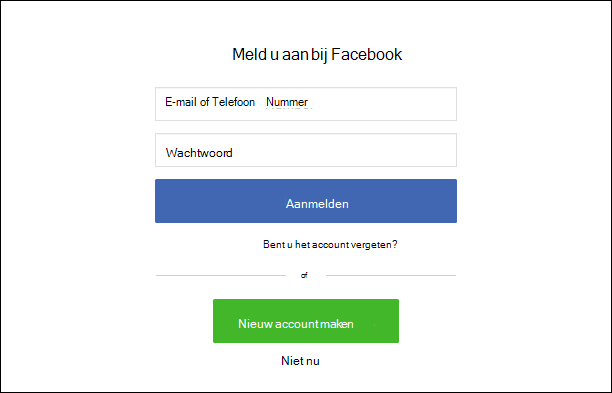 Meld u aan bij Facebook
E-mail of Telefoon Nummer
Wachtwoord
Aanmelden
Bent u het account vergeten?
of
Nieuw account maken
Niet nu